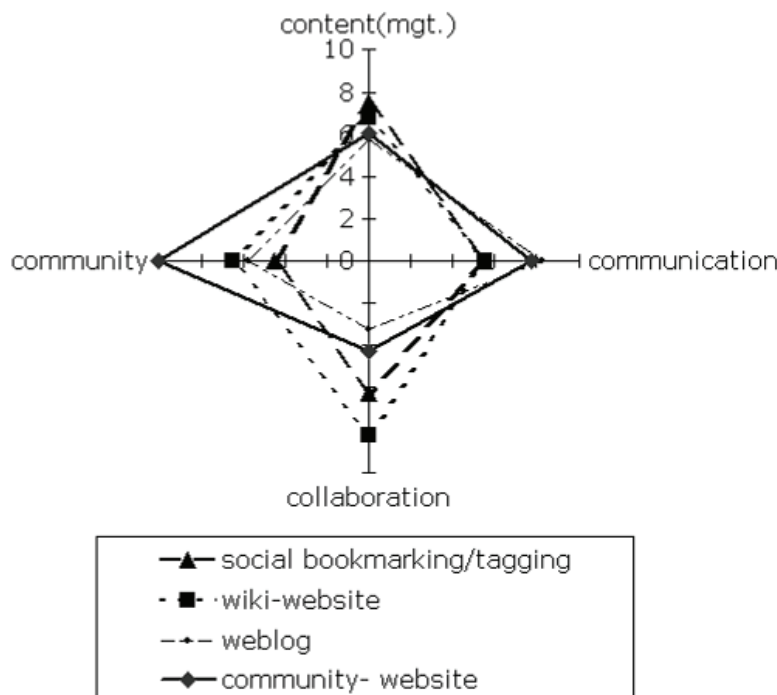 content(mgt.)
10
8
6
4
2
0
community
communication
collaboration
social bookmarking/tagging
wiki-website
weblog
community- website